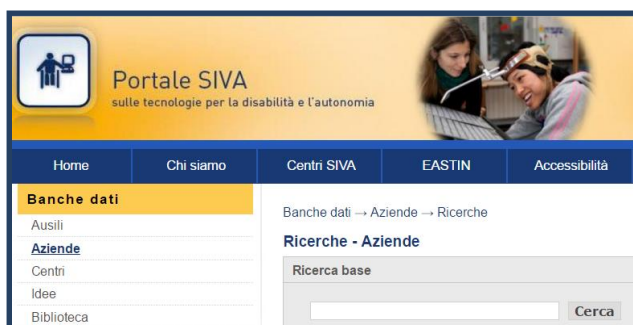 Portale SIVA
sulle tecnologie per la disabilità e l'autonomia
Home Chi siamo Centri SIVA EASTIN Accessibilità
Banche dati
Ausili
Aziende
Centri
Idee
Biblioteca
Banche dati → Aziende → Ricerche
Ricerche - Aziende
Ricerca base
Cerca